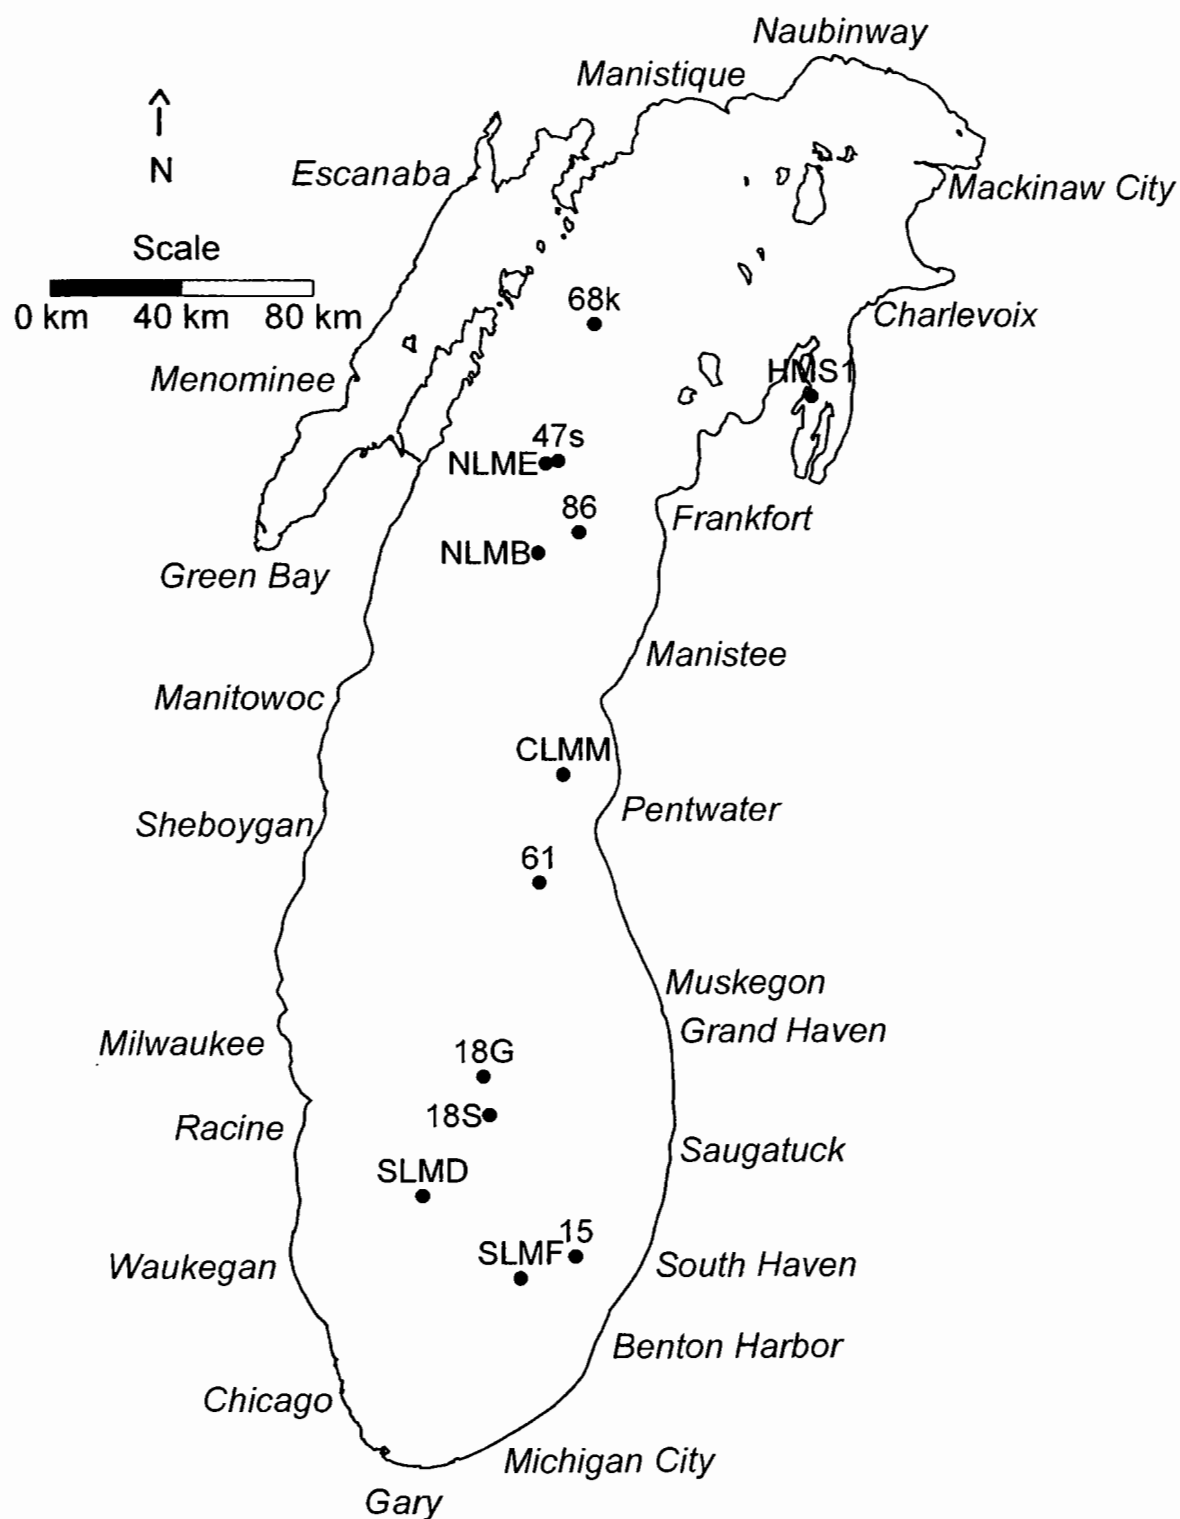 Naubinway
Manistique
N
Escanaba
Mackinaw City
Scale
0 km 40 km 80 km
68k
Charlevoix
Menominee
HMS1
47s
NLME
86
Frankfort
NLMB
Green Bay
Manistee
Manitowoc
CLMM
Pentwater
Sheboygan
61
Muskegon
Grand Haven
Milwaukee
18G
18S
Racine
Saugatuck
SLMD
15
SLMF
South Haven
Waukegan
Benton Harbor
Chicago
Michigan City
Gary